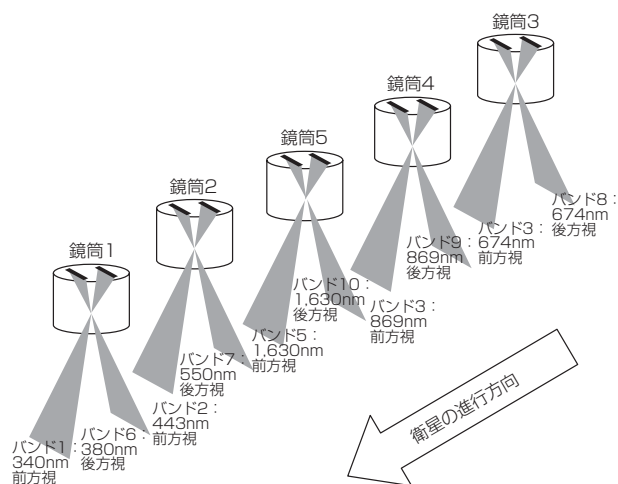 鏡筒3
鏡筒4
鏡筒5
鏡筒2
鏡筒1
バンド8：
674nm
後方視
バンド3：
674nm
前方視
バンド9：
869nm
後方視
バンド3：
869nm
前方視
バンド10：
1,630nm
後方視
バンド5：
1,630nm
前方視
バンド7：
550nm
後方視
バンド2：
443nm
前方視
バンド6：
380nm
後方視
バンド1：
340nm
前方視
衛星の進行方向